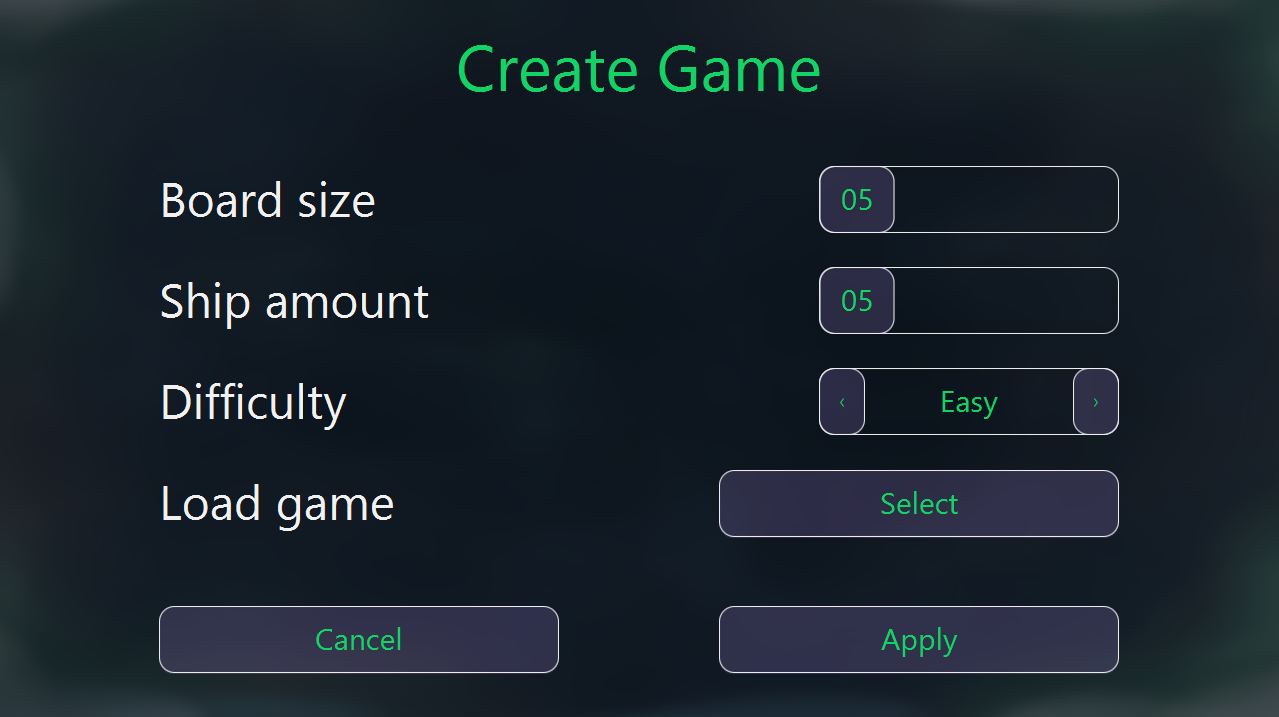 Create Game
Board size 05
Ship amount 05
Difficulty ‹ Easy ›
Load game Select
Cancel Apply